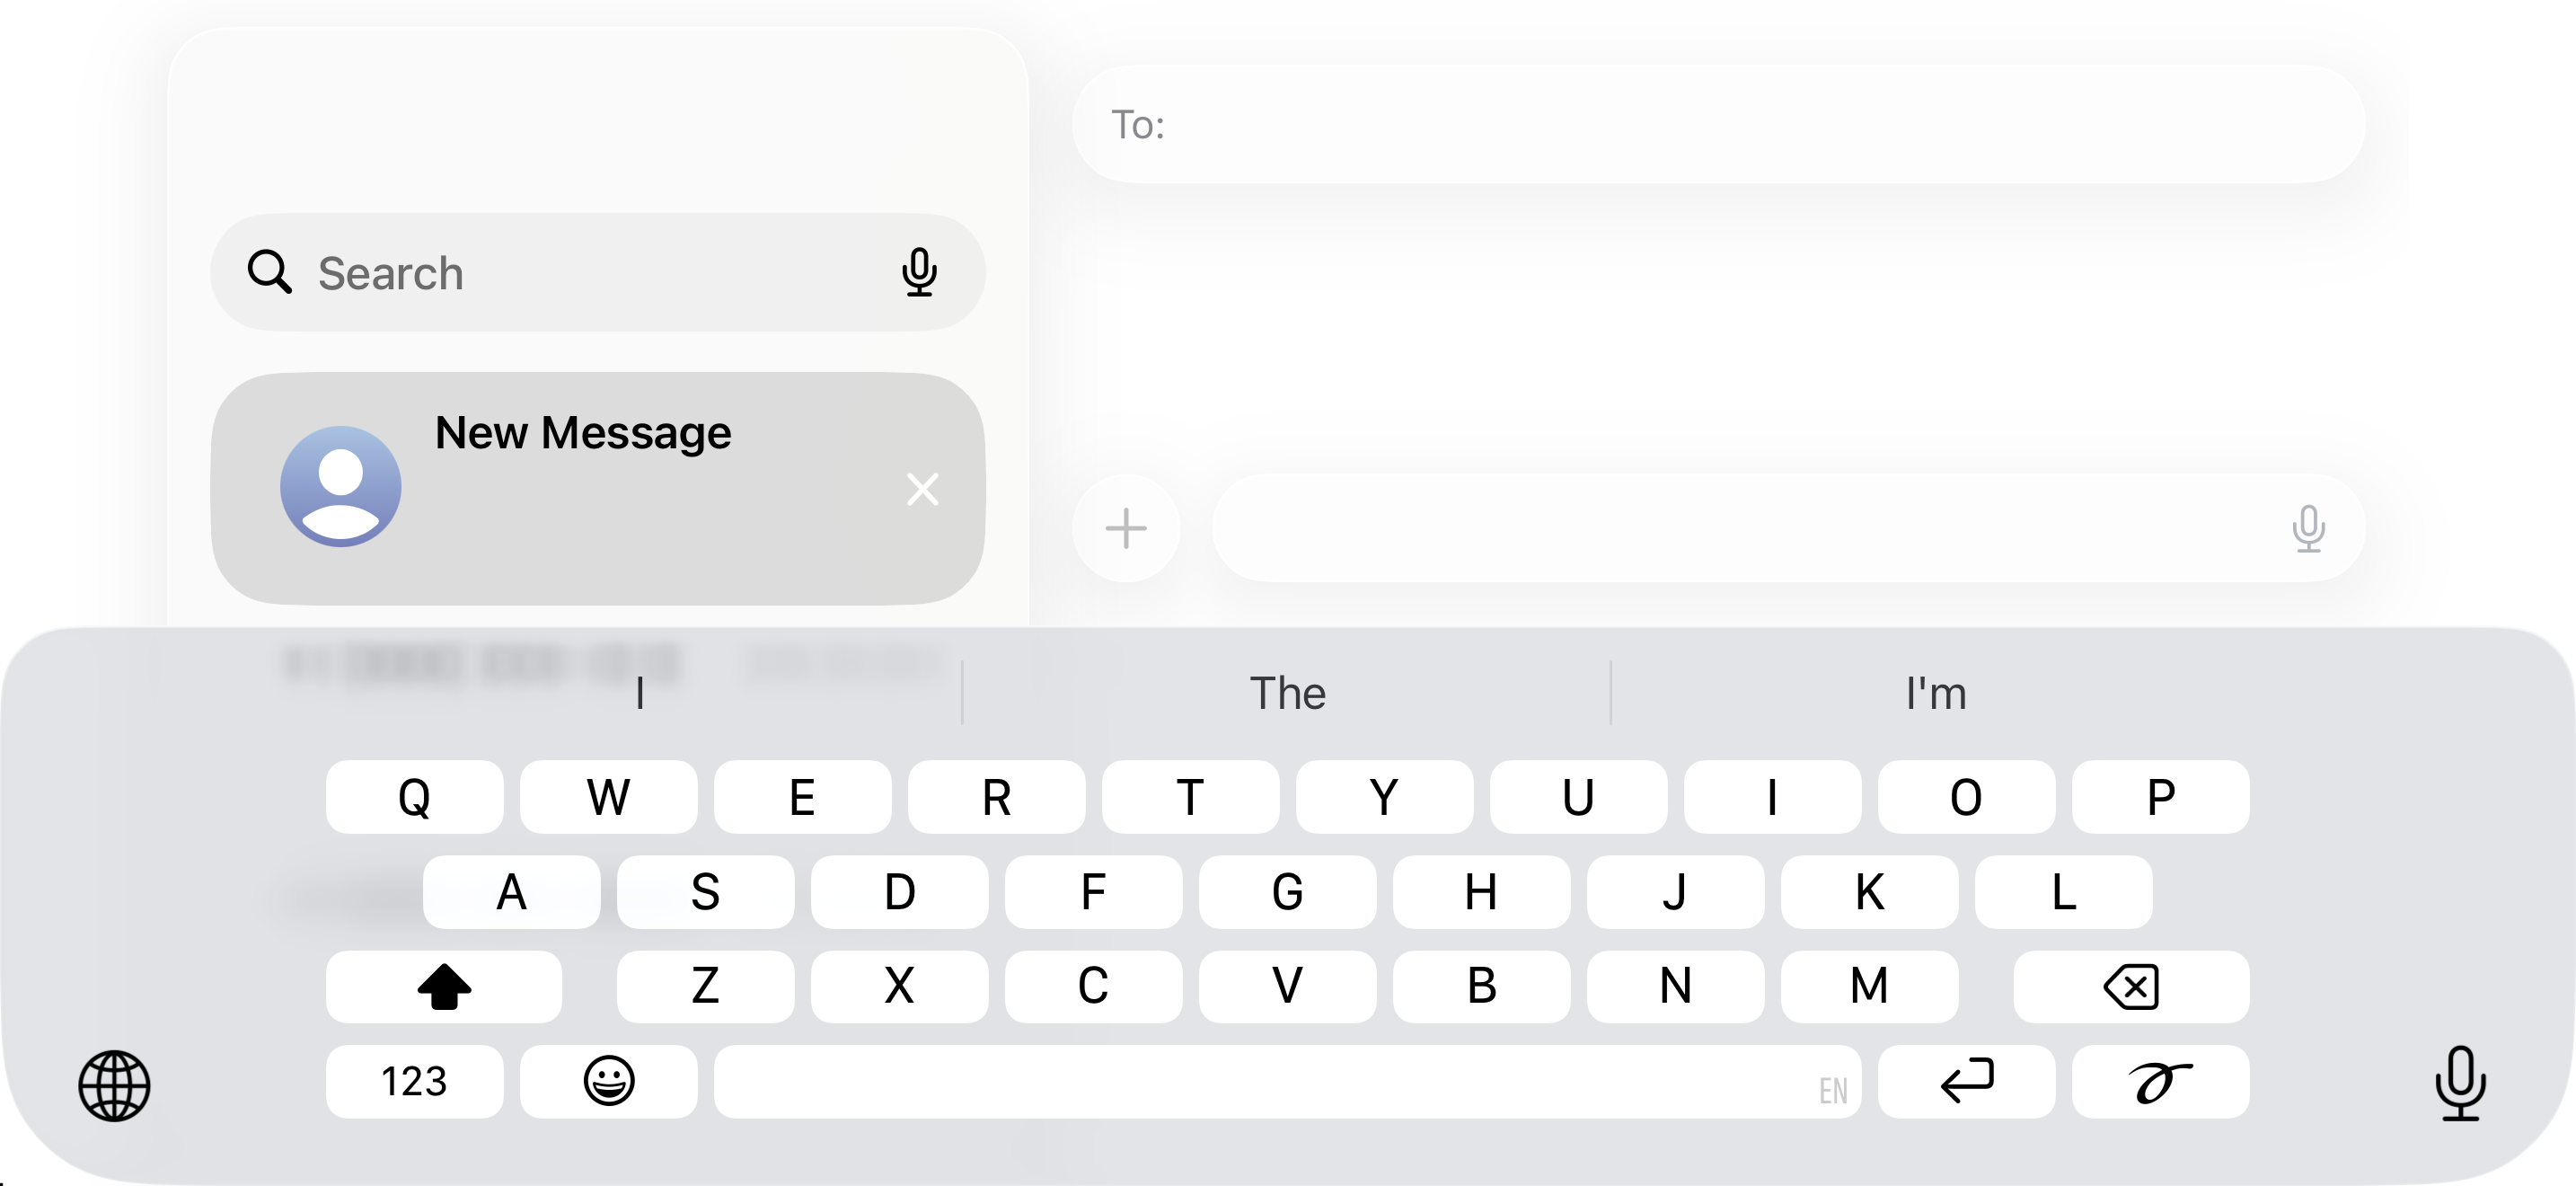 To:
Search
New Message
I The I'm
Q W E R T Y U I O P
A S D F G H J K L
Z X C V B N M
123 EN